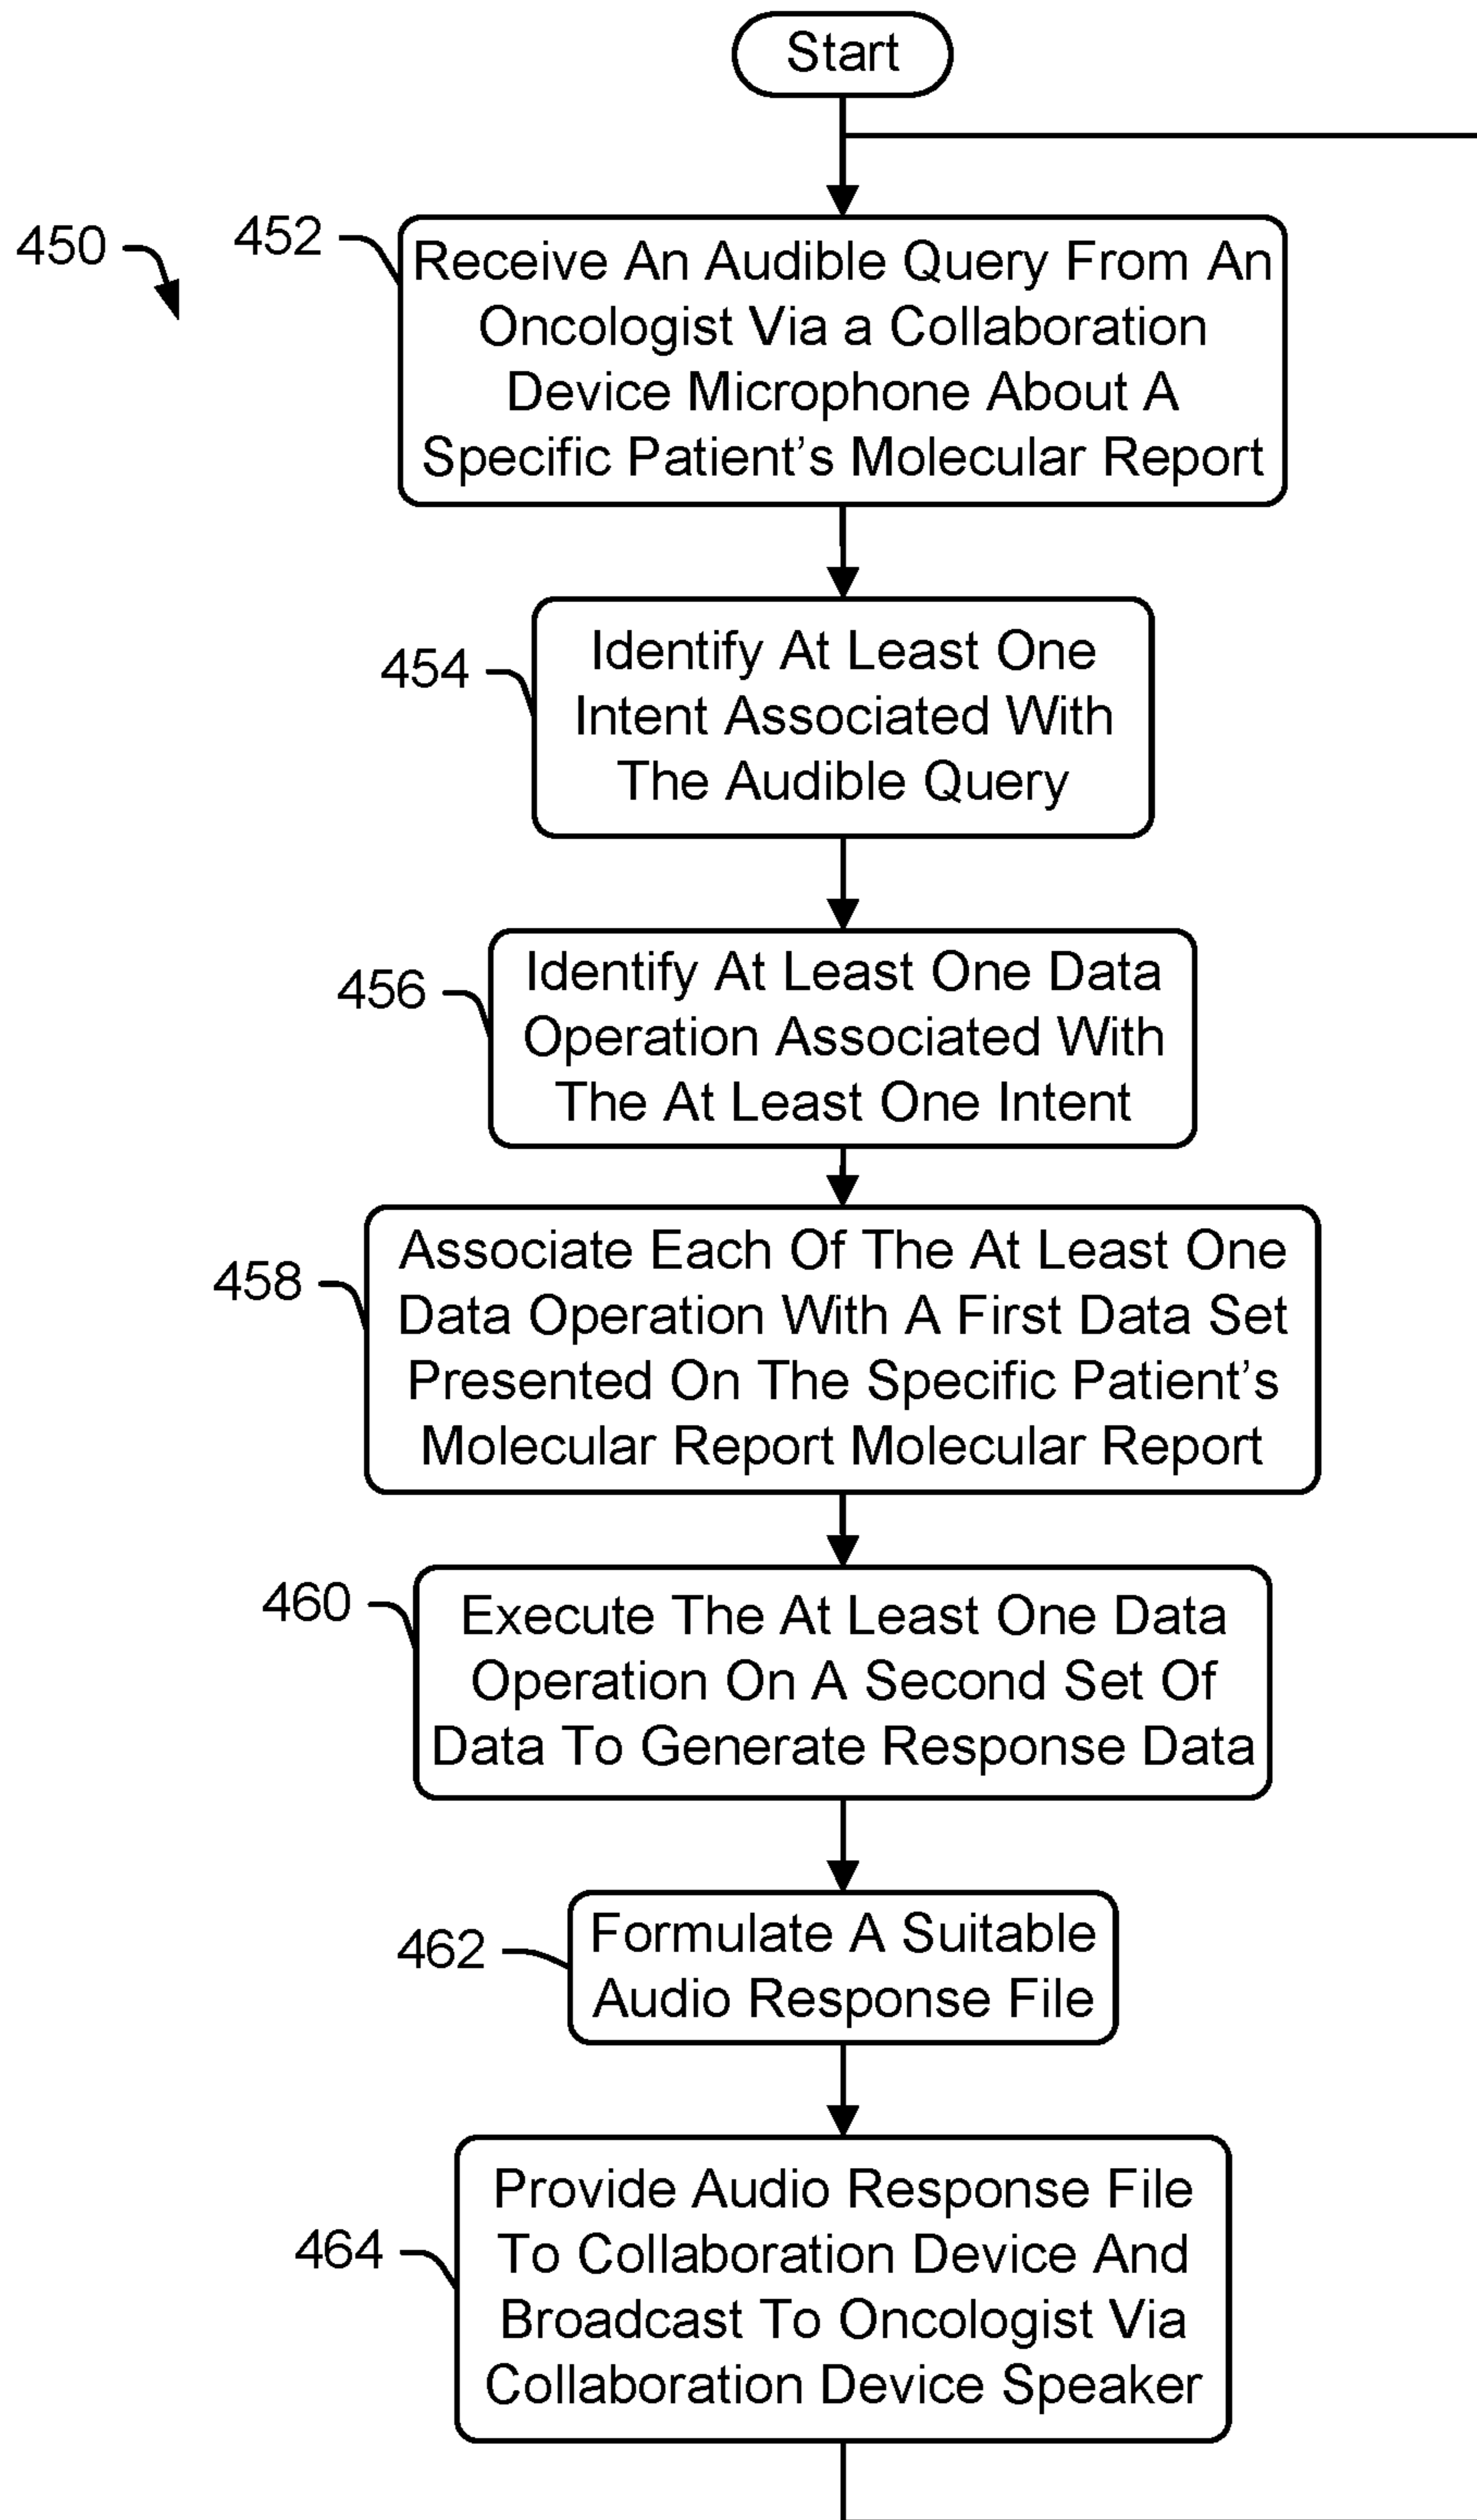 Start
450
452
Receive An Audible Query From An
Oncologist Via a Collaboration
Device Microphone About A
Specific Patient's Molecular Report
454
Identify At Least One
Intent Associated With
The Audible Query
456
Identify At Least One Data
Operation Associated With
The At Least One Intent
458
Associate Each Of The At Least One
Data Operation With A First Data Set
Presented On The Specific Patient's
Molecular Report Molecular Report
460
Execute The At Least One Data
Operation On A Second Set Of
Data To Generate Response Data
462
Formulate A Suitable
Audio Response File
464
Provide Audio Response File
To Collaboration Device And
Broadcast To Oncologist Via
Collaboration Device Speaker